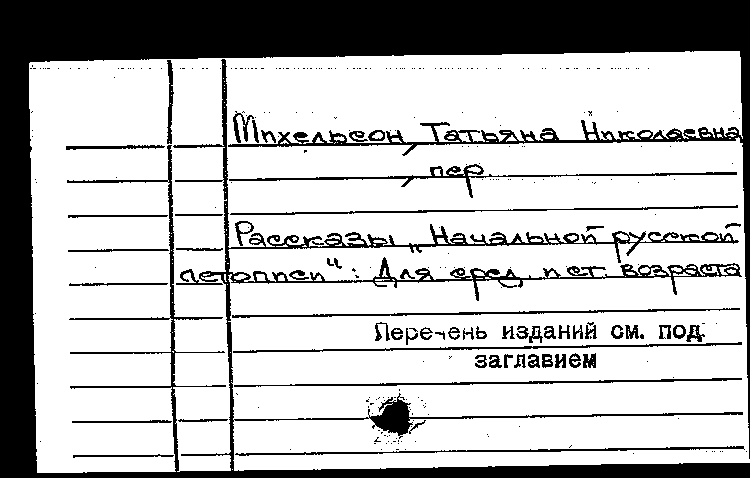 Михельсон, Татьяна Николаевна
, пер.
Рассказы „Начальной русской
летописи": Для сред. и ст. возраста
Перечень изданий см. под
заглавием